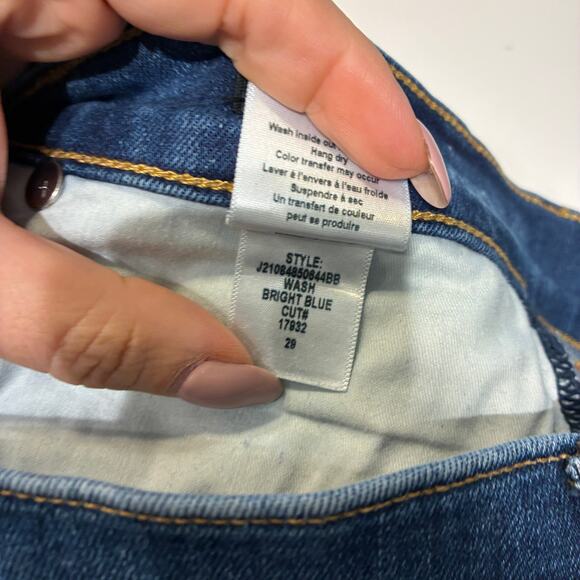 Wash inside
Hang dry
Color transfer may occur
Laver à l'envers à l'eau froide
Suspendre à sec
Un transfert de couleur
peut se produire
STYLE:
J21084850844BB
WASH
BRIGHT BLUE
CUT#
17932
29